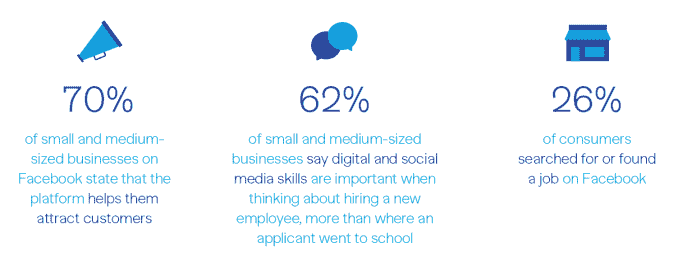 70%
of small and medium-
sized businesses on
Facebook state that the
platform helps them
attract customers
62%
of small and medium-sized
businesses say digital and social
media skills are important when
thinking about hiring a new
employee, more than where an
applicant went to school
26%
of consumers
searched for or found
a job on Facebook